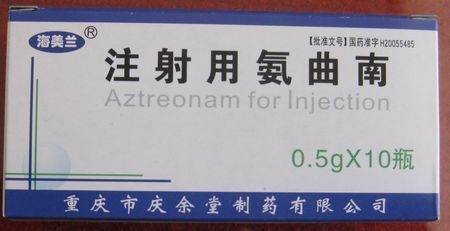 海美兰®
【批准文号】国药准字H20055485
注射用氨曲南
Aztreonam for Injection
0.5gX10瓶
重庆市庆余堂制药有限公司